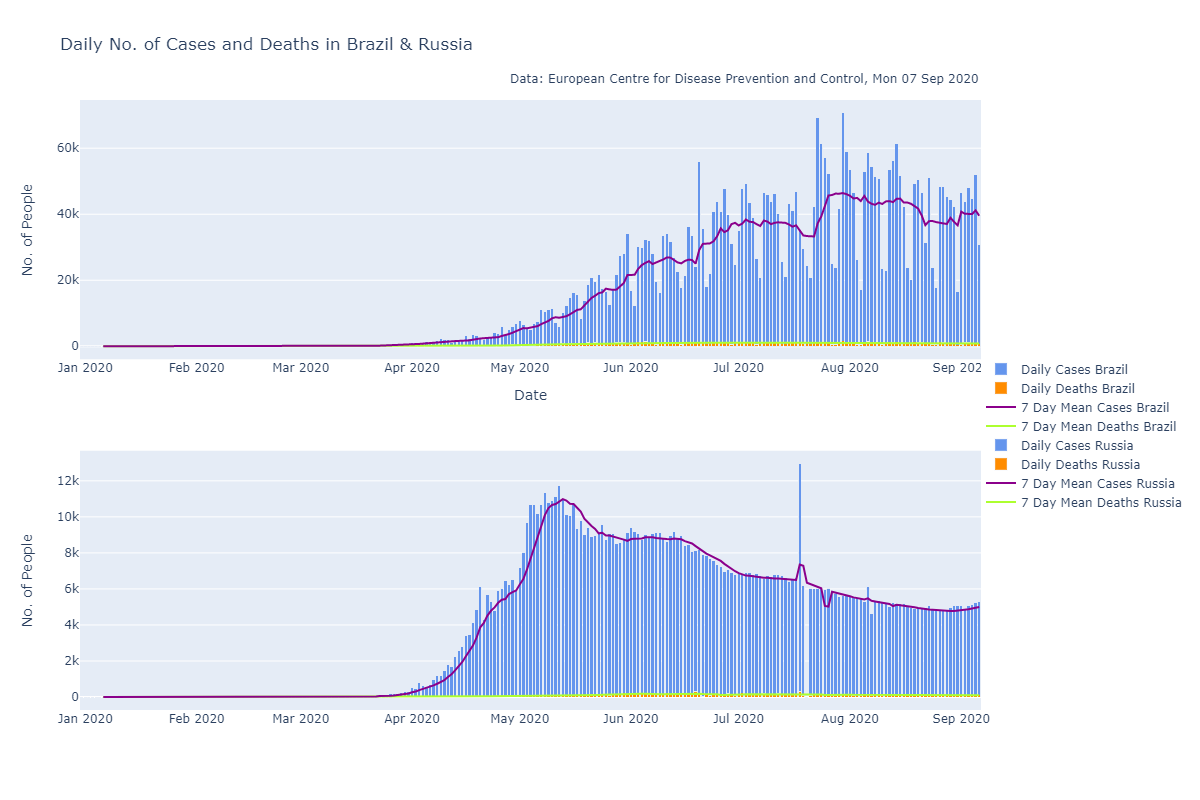 Daily No. of Cases and Deaths in Brazil & Russia
Data: European Centre for Disease Prevention and Control, Mon 07 Sep 2020
No. of People
60k
40k
20k
0
Jan 2020 Feb 2020 Mar 2020 Apr 2020 May 2020 Jun 2020 Jul 2020 Aug 2020 Sep 202
Date
Daily Cases Brazil
Daily Deaths Brazil
7 Day Mean Cases Brazil
7 Day Mean Deaths Brazil
Daily Cases Russia
Daily Deaths Russia
7 Day Mean Cases Russia
7 Day Mean Deaths Russia
No. of People
12k
10k
8k
6k
4k
2k
0
Jan 2020 Feb 2020 Mar 2020 Apr 2020 May 2020 Jun 2020 Jul 2020 Aug 2020 Sep 2020